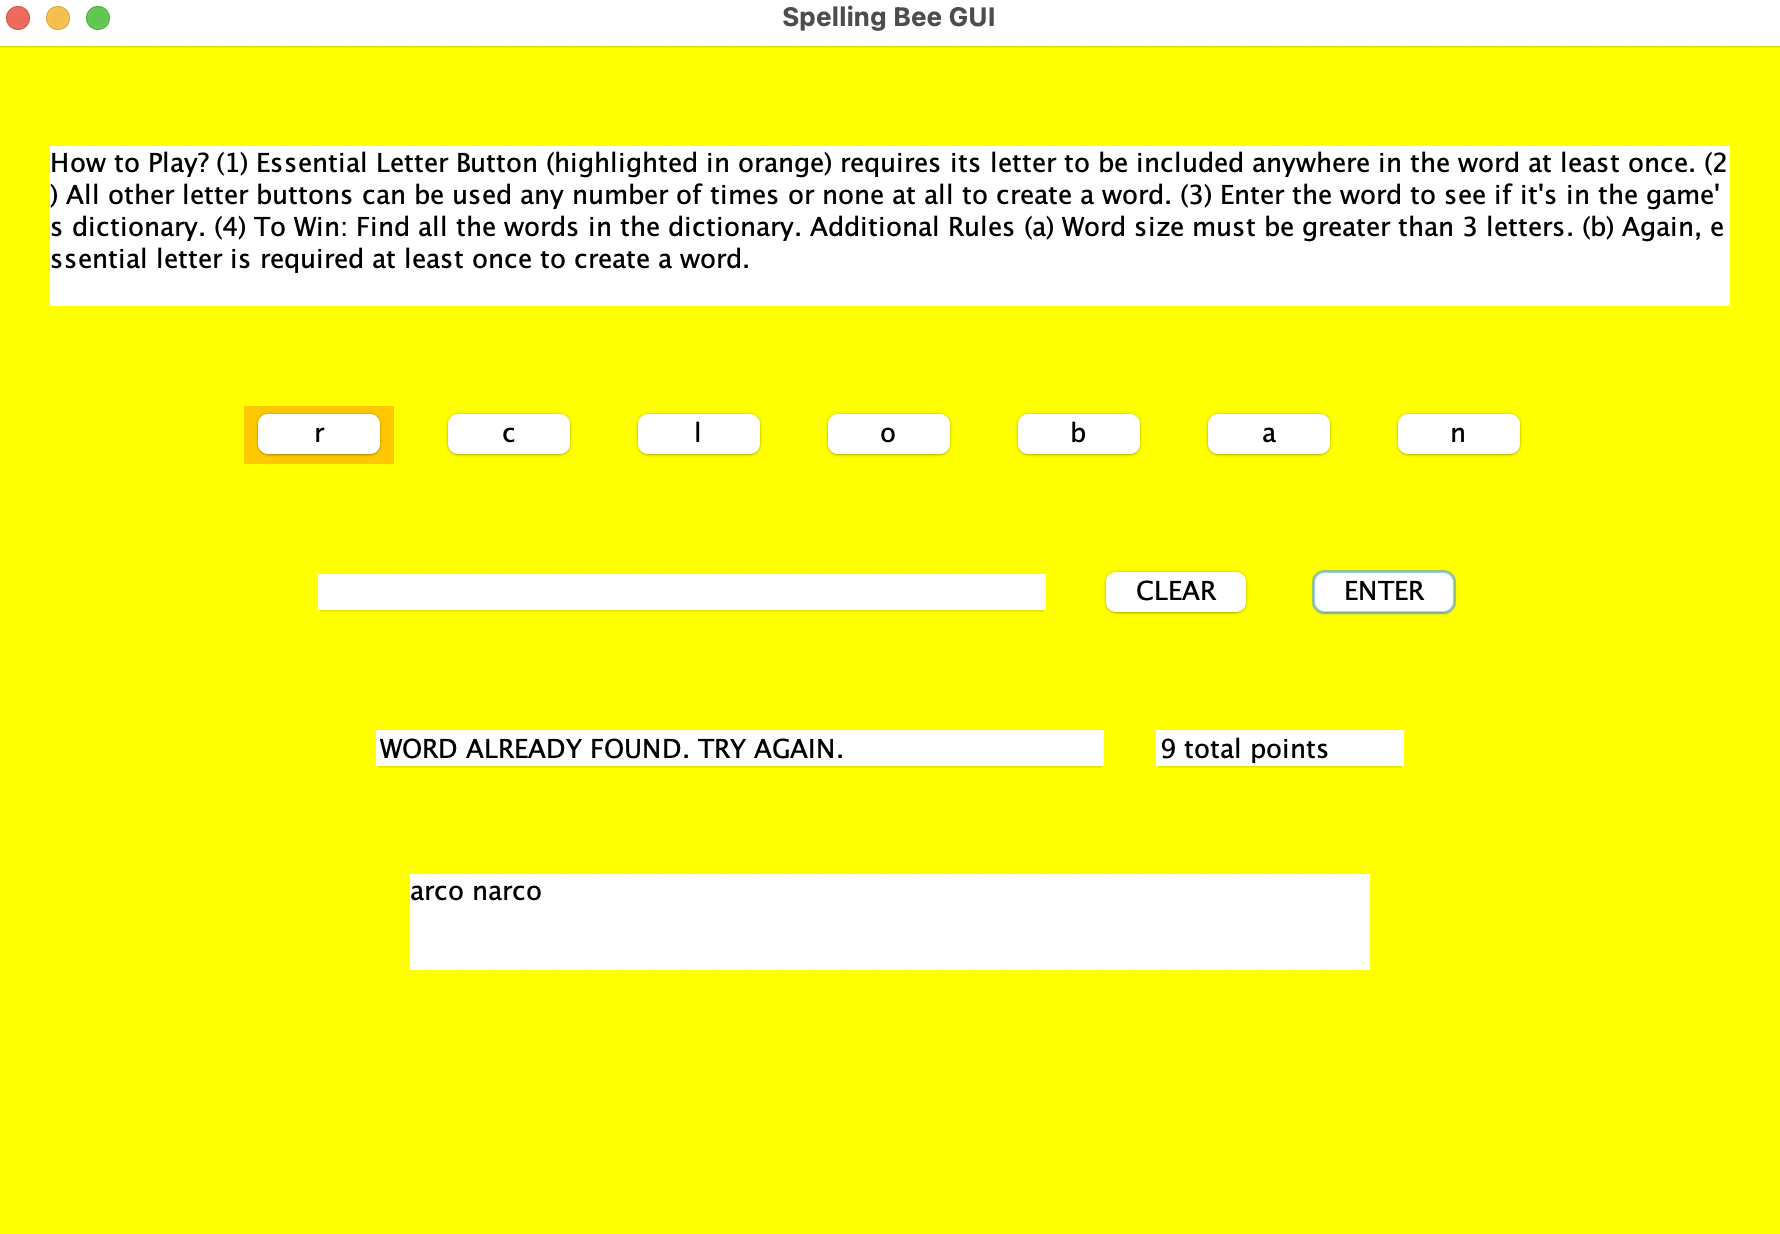 Spelling Bee GUI
How to Play? (1) Essential Letter Button (highlighted in orange) requires its letter to be included anywhere in the word at least once. (2
) All other letter buttons can be used any number of times or none at all to create a word. (3) Enter the word to see if it's in the game'
s dictionary. (4) To Win: Find all the words in the dictionary. Additional Rules (a) Word size must be greater than 3 letters. (b) Again, e
ssential letter is required at least once to create a word.
r c l o b a n
CLEAR ENTER
WORD ALREADY FOUND. TRY AGAIN. 9 total points
arco narco